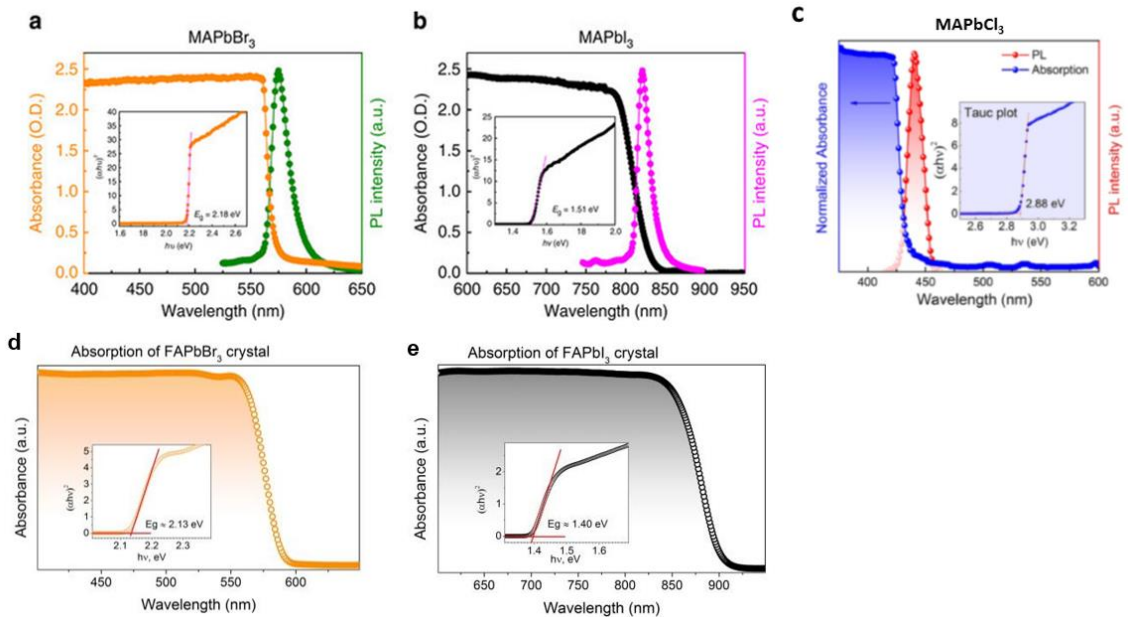 a
MAPbBr₃
Absorbance (O.D.)
2.5
2.0
1.5
1.0
0.5
0.0
400 450 500 550 600 650
Wavelength (nm)
PL intensity (a.u.)
(αhν)²
40
35
30
25
20
15
10
5
0
1.6 1.8 2.0 2.2 2.4 2.6
hν (eV)
Eg = 2.18 eV
b
MAPbI₃
Absorbance (O.D.)
2.5
2.0
1.5
1.0
0.5
0.0
600 650 700 750 800 850 900 950
Wavelength (nm)
PL intensity (a.u.)
(αhν)²
25
20
15
10
5
0
1.4 1.6 1.8 2.0
hν (eV)
Eg = 1.51 eV
c
MAPbCl₃
PL
Absorption
Normalized Absorbance
400 450 500 550 600
Wavelength (nm)
PL intensity (a.u.)
Tauc plot
(αhν)²
8
6
4
2
0
2.6 2.8 2.9 3.0 3.2
hν (eV)
2.88 eV
d
Absorption of FAPbBr₃ crystal
Absorbance (a.u.)
450 500 550 600
Wavelength (nm)
(αhν)²
5
4
3
2
1
0
2.1 2.2 2.3
hν, eV
Eg ≈ 2.13 eV
e
Absorption of FAPbI₃ crystal
Absorbance (a.u.)
650 700 750 800 850 900
Wavelength (nm)
(αhν)²
2
1
0
1.4 1.5 1.6
hν, eV
Eg ≈ 1.40 eV